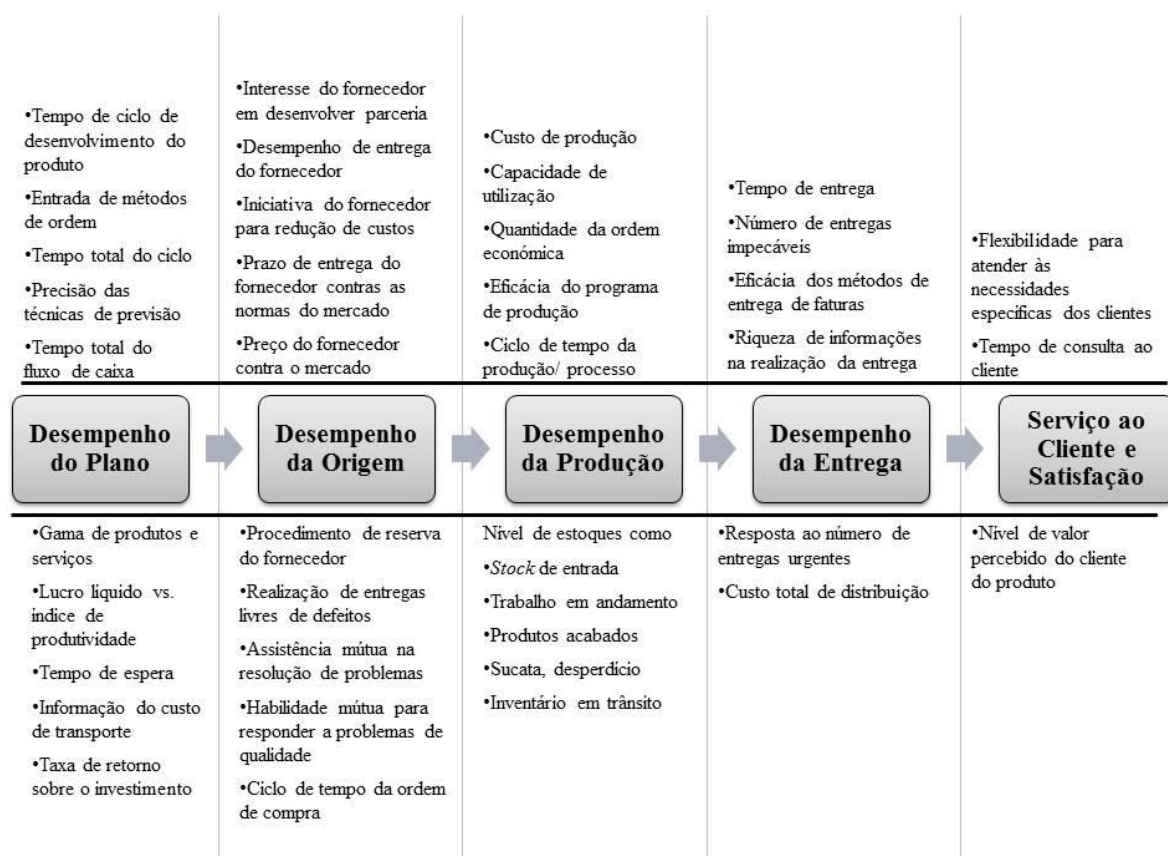 •Tempo de ciclo de
desenvolvimento do
produto
•Entrada de métodos
de ordem
•Tempo total do ciclo
•Precisão das
técnicas de previsão
•Tempo total do
fluxo de caixa
•Interesse do fornecedor
em desenvolver parceria
•Desempenho de entrega
do fornecedor
•Iniciativa do fornecedor
para redução de custos
•Prazo de entrega do
fornecedor contras as
normas do mercado
•Preço do fornecedor
contra o mercado
•Custo de produção
•Capacidade de
utilização
•Quantidade da ordem
económica
•Eficácia do programa
de produção
•Ciclo de tempo da
produção/ processo
•Tempo de entrega
•Número de entregas
impecáveis
•Eficácia dos métodos de
entrega de faturas
•Riqueza de informações
na realização da entrega
•Flexibilidade para
atender às
necessidades
específicas dos clientes
•Tempo de consulta ao
cliente
Desempenho
do Plano
Desempenho
da Origem
Desempenho
da Produção
Desempenho
da Entrega
Serviço ao
Cliente e
Satisfação
•Gama de produtos e
serviços
•Lucro líquido vs.
índice de
produtividade
•Tempo de espera
•Informação do custo
de transporte
•Taxa de retorno
sobre o investimento
•Procedimento de reserva
do fornecedor
•Realização de entregas
livres de defeitos
•Assistência mútua na
resolução de problemas
•Habilidade mútua para
responder a problemas de
qualidade
•Ciclo de tempo da ordem
de compra
Nível de estoques como
•Stock de entrada
•Trabalho em andamento
•Produtos acabados
•Sucata, desperdício
•Inventário em trânsito
•Resposta ao número de
entregas urgentes
•Custo total de distribuição
•Nível de valor
percebido do cliente
do produto